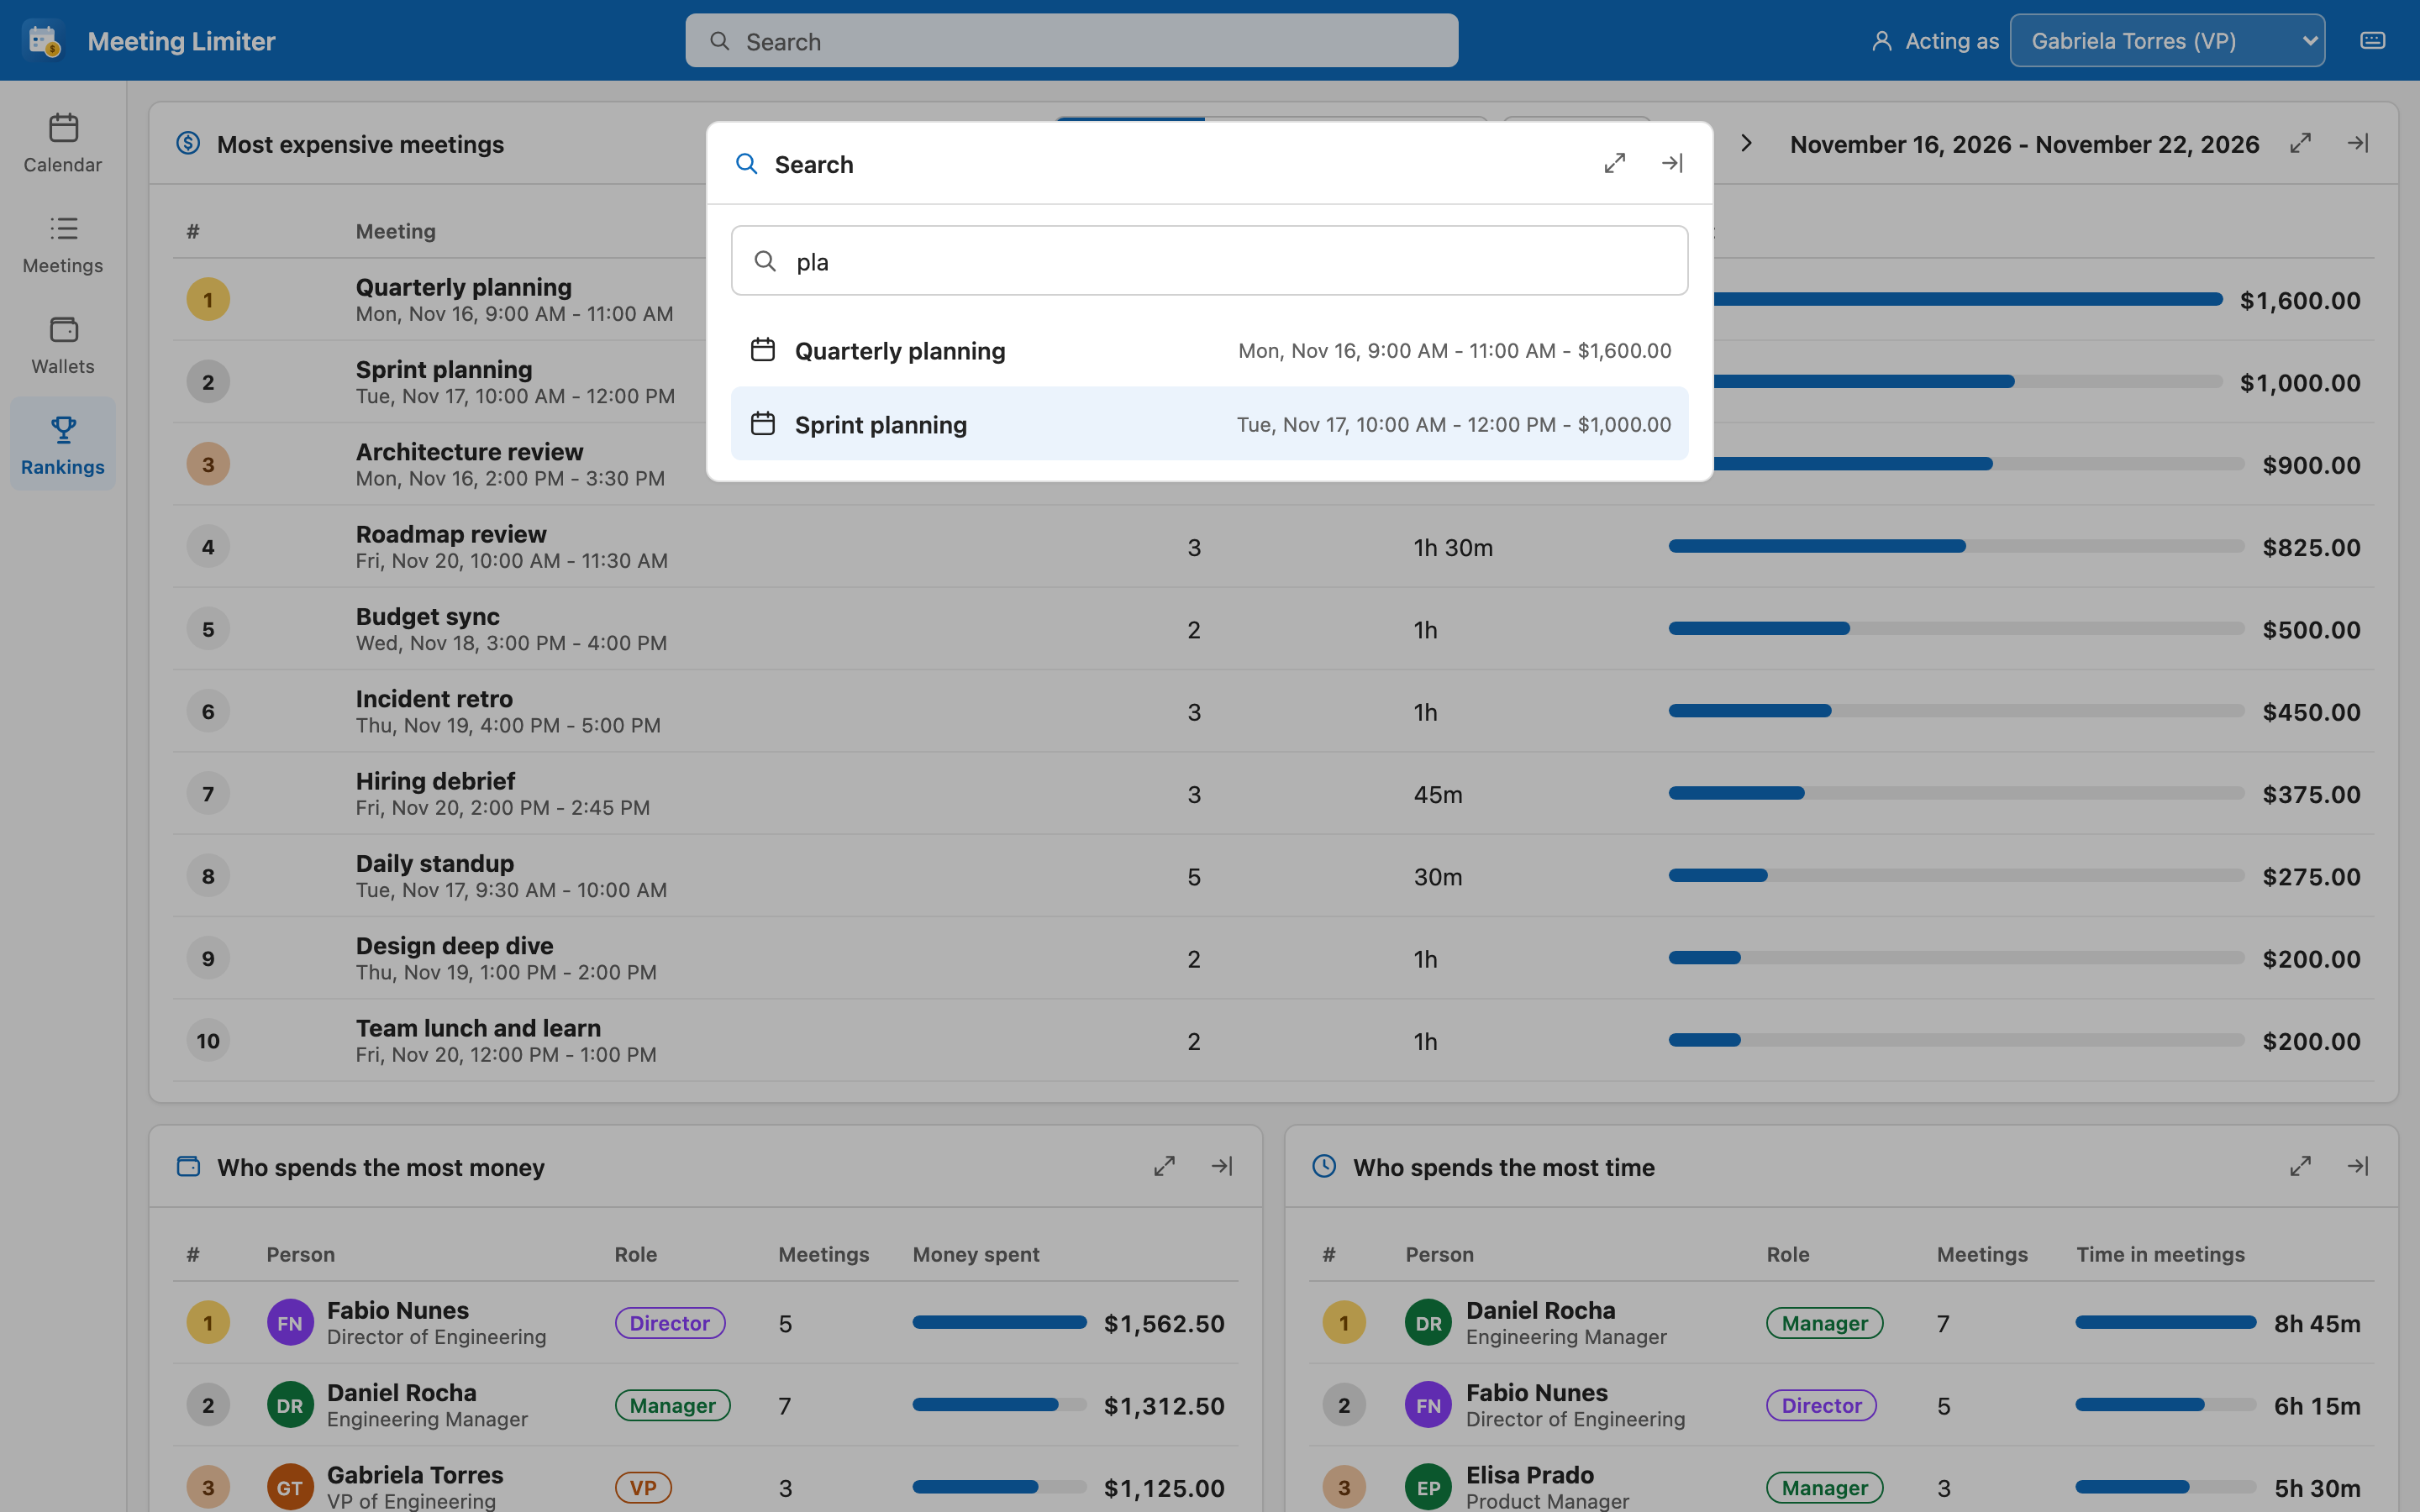 Meeting Limiter
Search
Acting as
Gabriela Torres (VP)
Calendar
Meetings
Wallets
Rankings
Most expensive meetings
November 16, 2026 - November 22, 2026
Search
pla
Quarterly planning
Mon, Nov 16, 9:00 AM - 11:00 AM - $1,600.00
Sprint planning
Tue, Nov 17, 10:00 AM - 12:00 PM - $1,000.00
# Meeting
1 Quarterly planning $1,600.00
Mon, Nov 16, 9:00 AM - 11:00 AM
2 Sprint planning $1,000.00
Tue, Nov 17, 10:00 AM - 12:00 PM
3 Architecture review $900.00
Mon, Nov 16, 2:00 PM - 3:30 PM
4 Roadmap review 3 1h 30m $825.00
Fri, Nov 20, 10:00 AM - 11:30 AM
5 Budget sync 2 1h $500.00
Wed, Nov 18, 3:00 PM - 4:00 PM
6 Incident retro 3 1h $450.00
Thu, Nov 19, 4:00 PM - 5:00 PM
7 Hiring debrief 3 45m $375.00
Fri, Nov 20, 2:00 PM - 2:45 PM
8 Daily standup 5 30m $275.00
Tue, Nov 17, 9:30 AM - 10:00 AM
9 Design deep dive 2 1h $200.00
Thu, Nov 19, 1:00 PM - 2:00 PM
10 Team lunch and learn 2 1h $200.00
Fri, Nov 20, 12:00 PM - 1:00 PM
Who spends the most money
# Person Role Meetings Money spent
1 FN Fabio Nunes Director 5 $1,562.50
Director of Engineering
2 DR Daniel Rocha Manager 7 $1,312.50
Engineering Manager
3 GT Gabriela Torres VP 3 $1,125.00
VP of Engineering
Who spends the most time
# Person Role Meetings Time in meetings
1 DR Daniel Rocha Manager 7 8h 45m
Engineering Manager
2 FN Fabio Nunes Director 5 6h 15m
Director of Engineering
3 EP Elisa Prado Manager 3 5h 30m
Product Manager